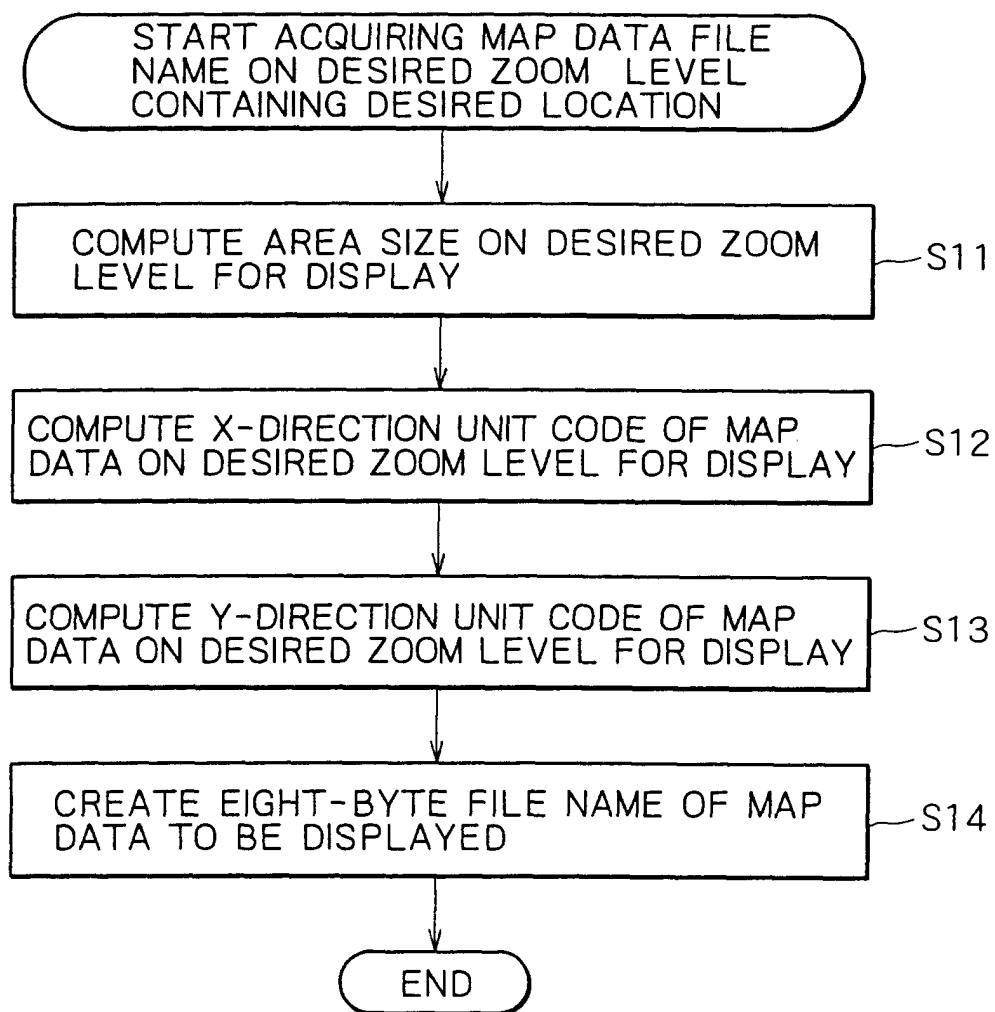 START ACQUIRING MAP DATA FILE
NAME ON DESIRED ZOOM LEVEL
CONTAINING DESIRED LOCATION
COMPUTE AREA SIZE ON DESIRED ZOOM
LEVEL FOR DISPLAY
S11
COMPUTE X-DIRECTION UNIT CODE OF MAP
DATA ON DESIRED ZOOM LEVEL FOR DISPLAY
S12
COMPUTE Y-DIRECTION UNIT CODE OF MAP
DATA ON DESIRED ZOOM LEVEL FOR DISPLAY
S13
CREATE EIGHT-BYTE FILE NAME OF MAP
DATA TO BE DISPLAYED
S14
END